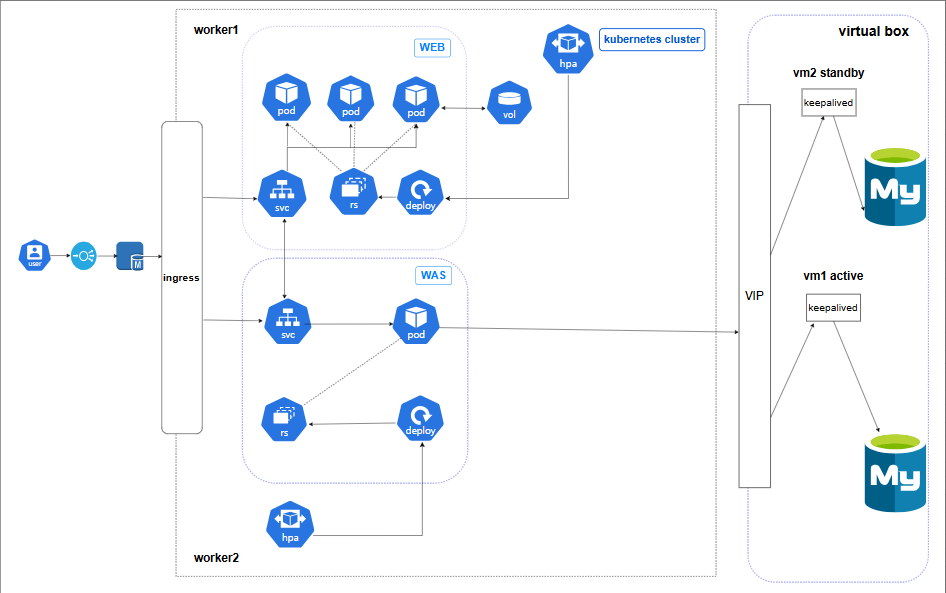 worker1
WEB
hpa
kubernetes cluster
virtual box
vm2 standby
keepalived
pod
pod
pod
vol
My
svc
rs
deploy
user
M
ingress
WAS
vm1 active
VIP
keepalived
svc
pod
rs
deploy
My
hpa
worker2